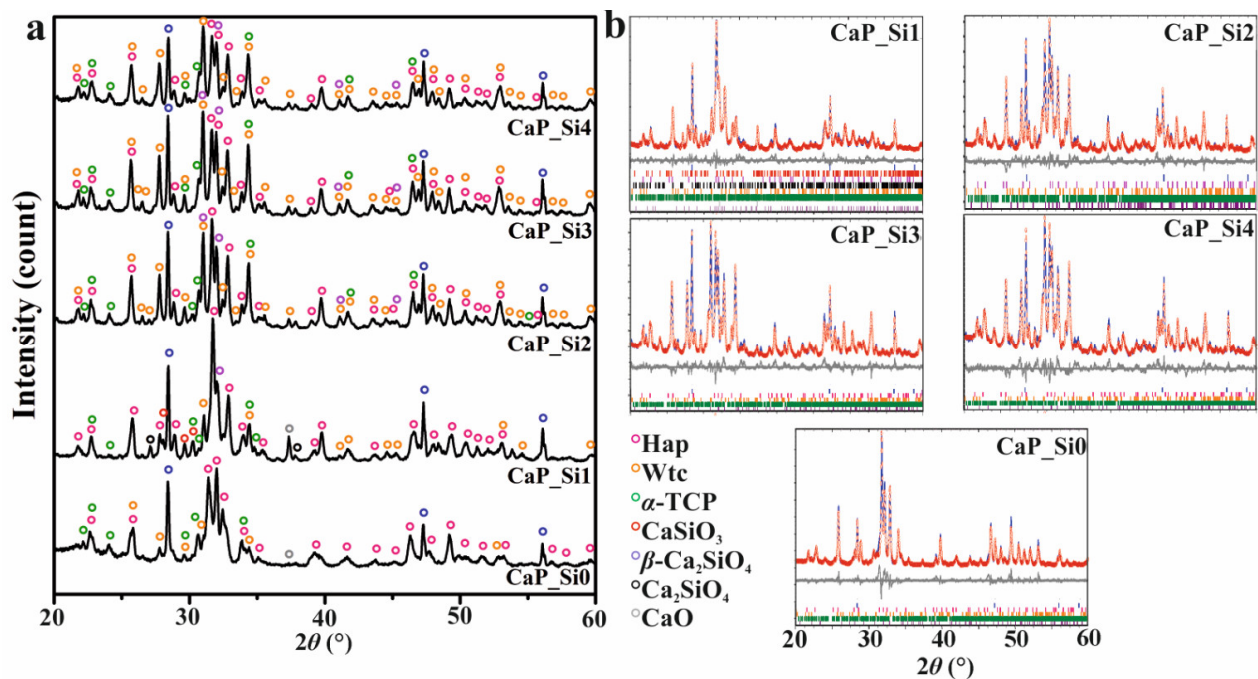 a
Intensity (count)
CaP_Si4
CaP_Si3
CaP_Si2
CaP_Si1
CaP_Si0
20 30 40 50 60
2θ (°)
b
CaP_Si1
CaP_Si2
CaP_Si3
CaP_Si4
CaP_Si0
Hap
Wtc
α-TCP
CaSiO₃
β-Ca₂SiO₄
Ca₂SiO₄
CaO
20 30 40 50 60
2θ (°)